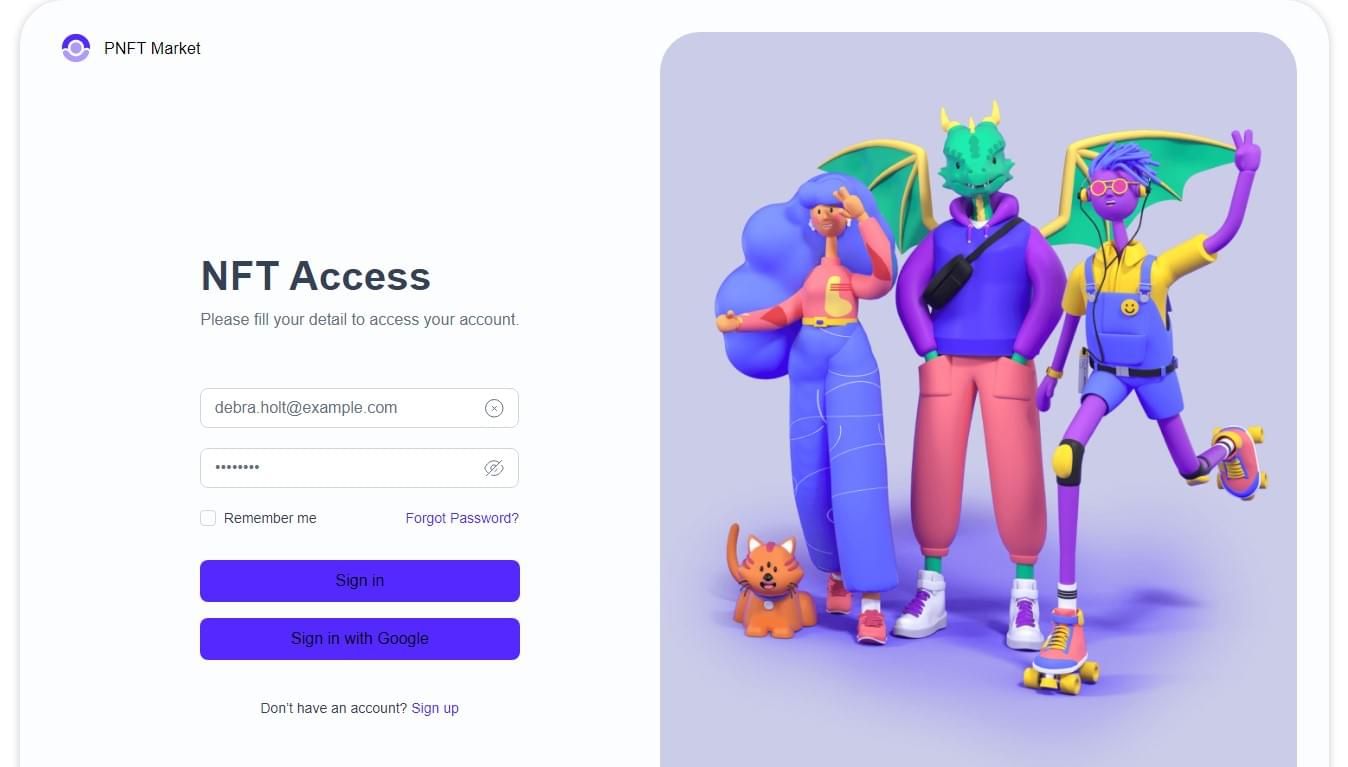 PNFT Market
NFT Access
Please fill your detail to access your account.
debra.holt@example.com
••••••••
Remember me
Forgot Password?
Sign in
Sign in with Google
Don't have an account? Sign up